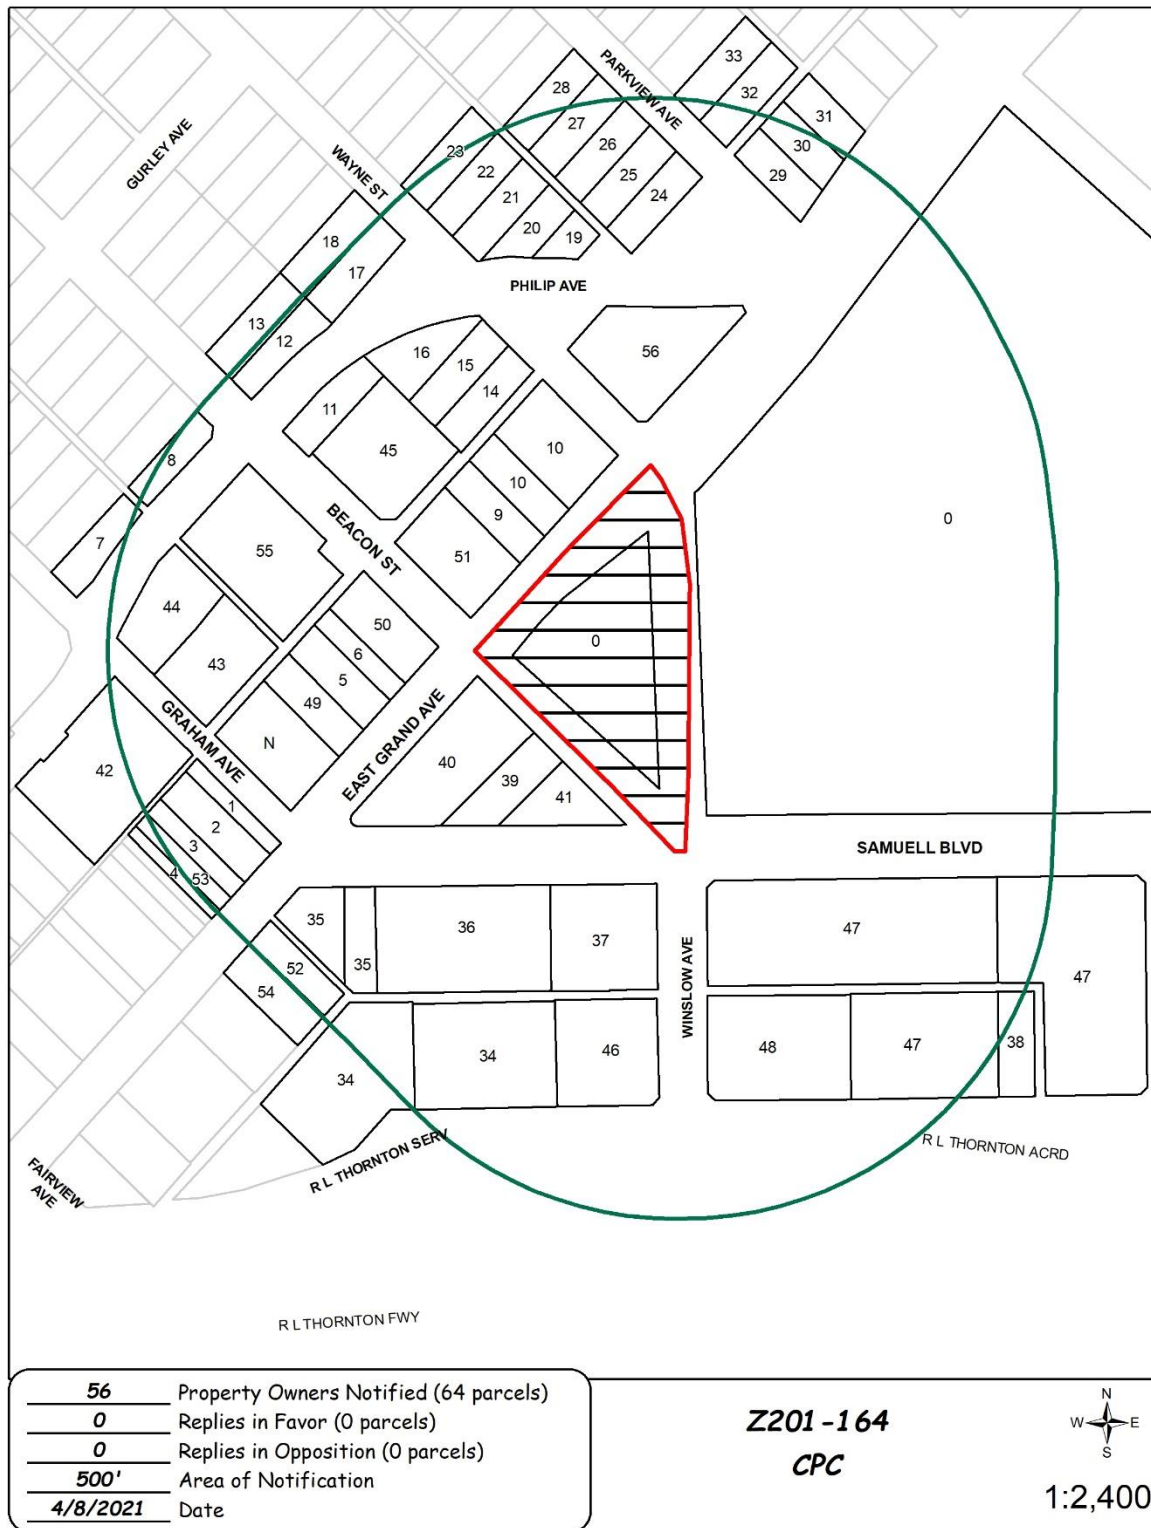 33
PARKVIEW AVE
28
32
31
27
GURLEY AVE
WAYNE ST
23
26
30
22
25
29
21
24
18
20
19
17
PHILIP AVE
13
12
16
56
15
14
11
45
10
8
10
9
BEACON ST
0
7
55
51
44
50
6
0
43
5
49
GRAHAM AVE
EAST GRAND AVE
N
40
42
39
41
1
2
3
SAMUELL BLVD
4
53
35
36
37
47
35
52
WINSLOW AVE
47
54
34
46
48
47
38
34
R L THORNTON SERV
R L THORNTON ACRD
FAIRVIEW
AVE
R L THORNTON FWY
56 Property Owners Notified (64 parcels)
0 Replies in Favor (0 parcels)
0 Replies in Opposition (0 parcels)
500' Area of Notification
4/8/2021 Date
Z201-164
CPC
N
W E
S
1:2,400